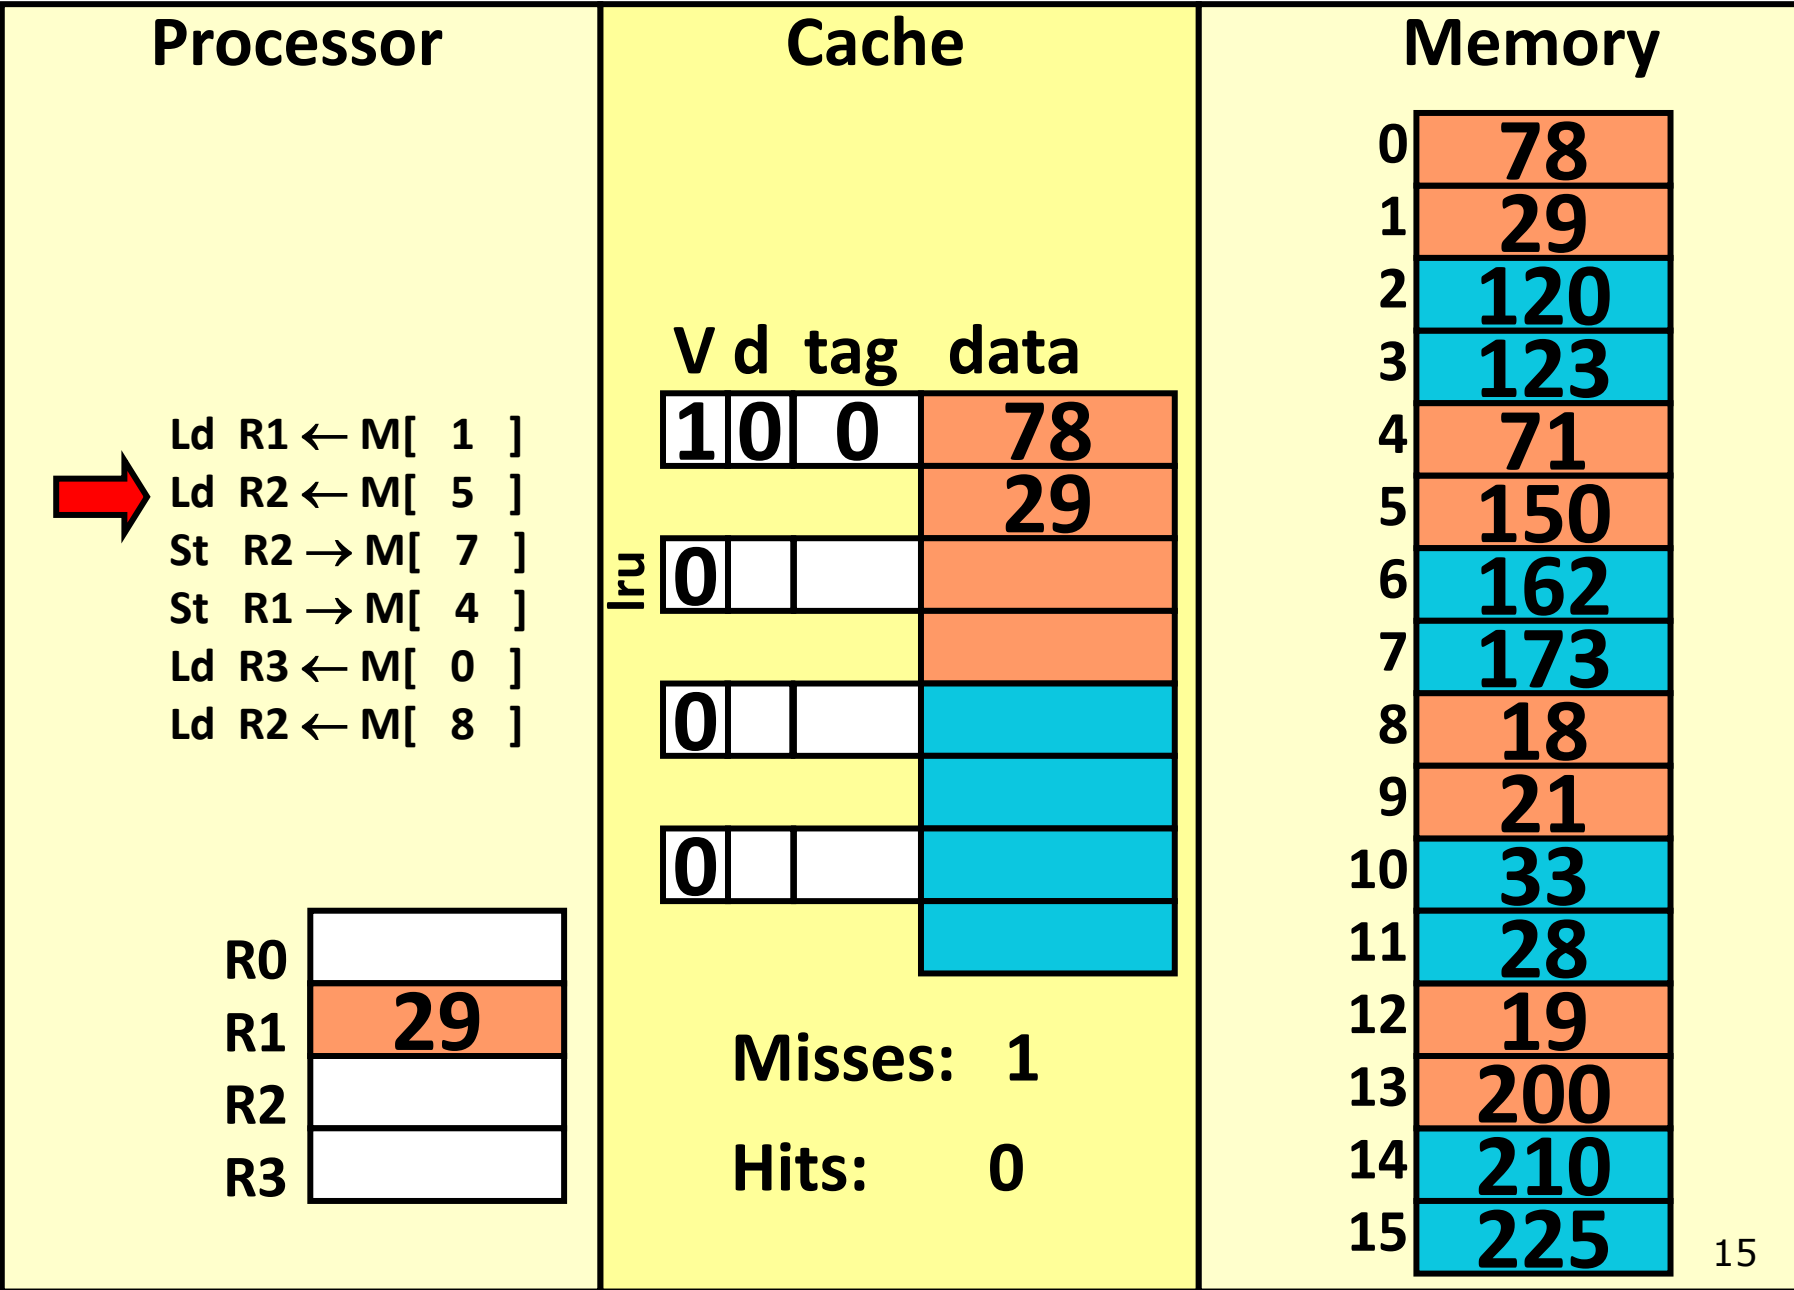 Processor
Ld R1 ← M[ 1 ]
Ld R2 ← M[ 5 ]
St R2 → M[ 7 ]
St R1 → M[ 4 ]
Ld R3 ← M[ 0 ]
Ld R2 ← M[ 8 ]
R0
R1 29
R2
R3
Cache
V d tag data
1 0 0 78
29
lru
0
0
0
Misses: 1
Hits: 0
Memory
0 78
1 29
2 120
3 123
4 71
5 150
6 162
7 173
8 18
9 21
10 33
11 28
12 19
13 200
14 210
15 225
15